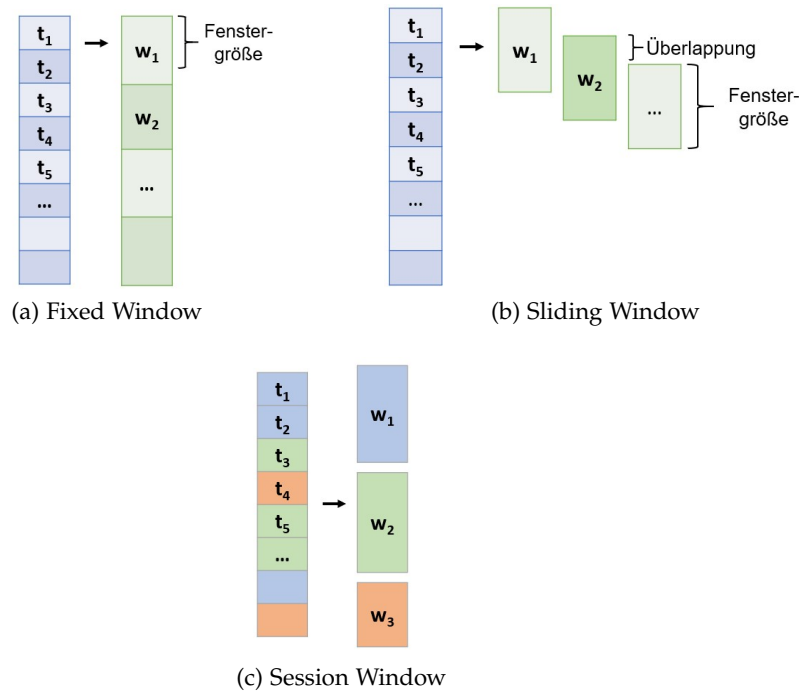 t1
t2
t3
t4
t5
...
w1
w2
...
Fenster-
größe
(a) Fixed Window
t1
t2
t3
t4
t5
...
w1
w2
...
Überlappung
Fenster-
größe
(b) Sliding Window
t1
t2
t3
t4
t5
...
w1
w2
w3
(c) Session Window